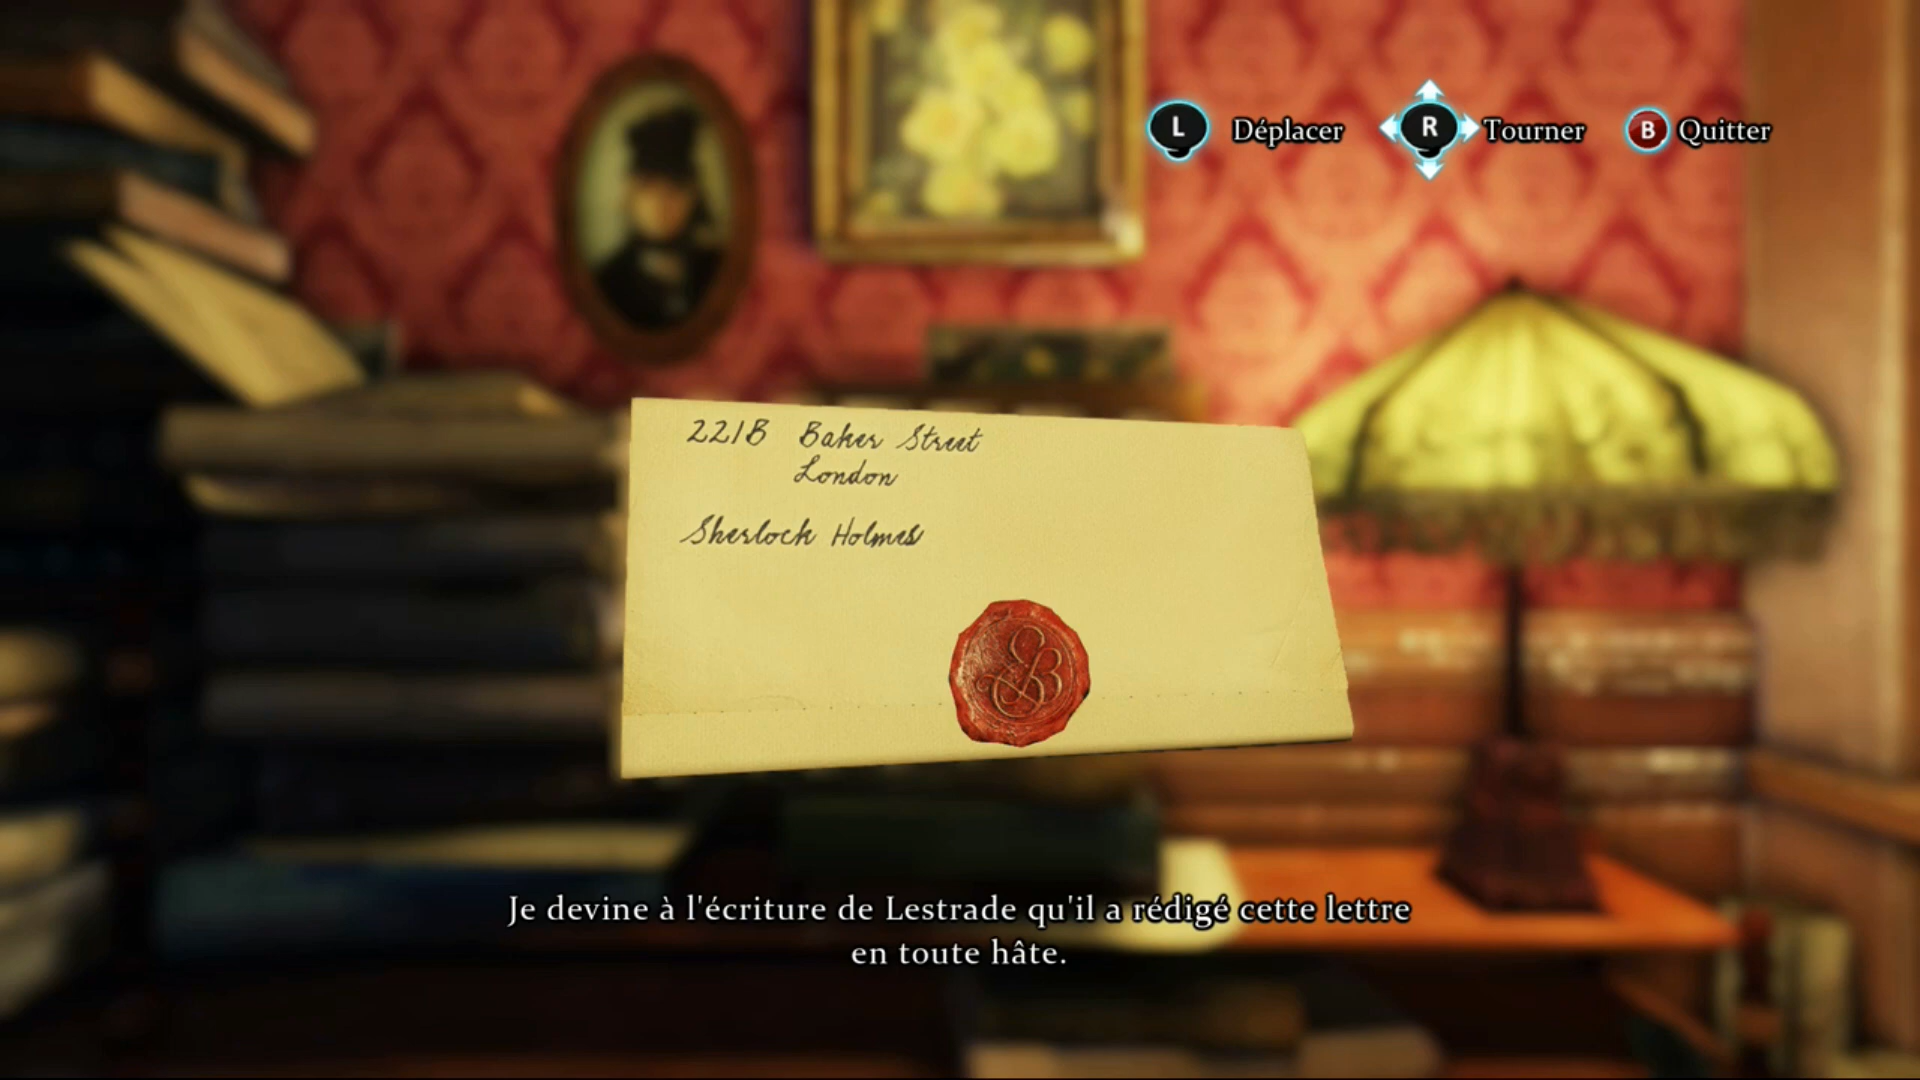 L Déplacer R Tourner B Quitter
221B Baker Street
London
Sherlock Holmes
Je devine à l'écriture de Lestrade qu'il a rédigé cette lettre
en toute hâte.